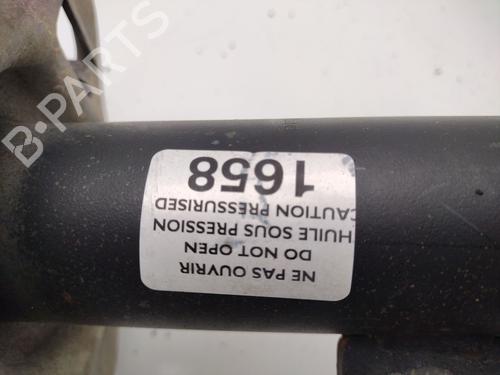 B-PARTS
NE PAS OUVRIR
DO NOT OPEN
HUILE SOUS PRESSION
CAUTION PRESSURISED
1658